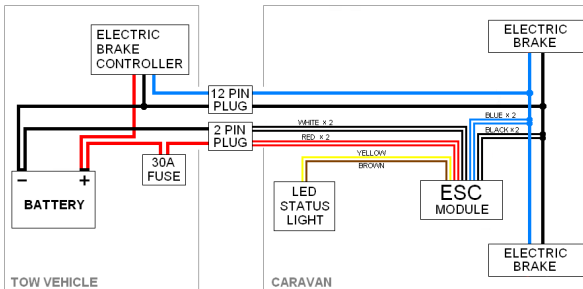 ELECTRIC
BRAKE
CONTROLLER
ELECTRIC
BRAKE
12 PIN
PLUG
2 PIN
PLUG
WHITE x 2
RED x 2
BLUE x 2
BLACK x 2
YELLOW
BROWN
30A
FUSE
− +
BATTERY
LED
STATUS
LIGHT
ESC
MODULE
ELECTRIC
BRAKE
TOW VEHICLE
CARAVAN